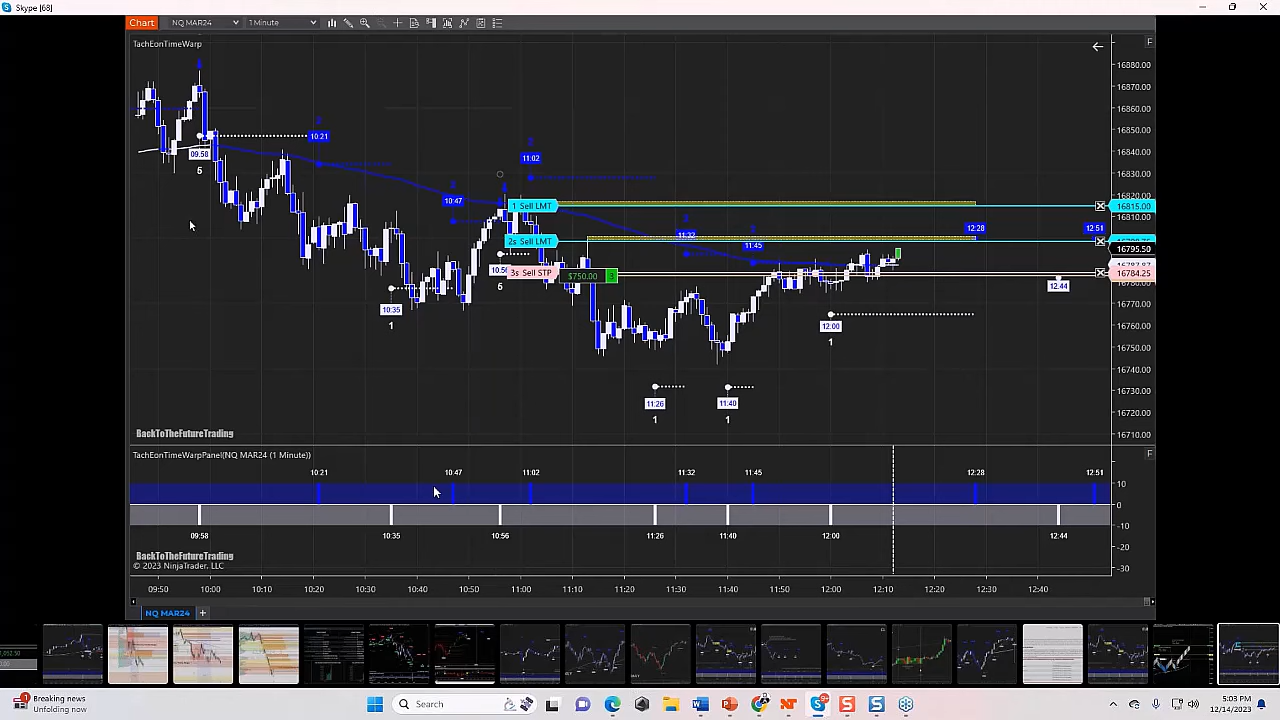 Skype [68]
Chart NQ MAR24 1 Minute
TachEonTimeWarp
F
16880.00
16870.00
16860.00
16850.00
16840.00
16830.00
16820.00
16815.00
16810.00
16795.50
16784.25
16770.00
16760.00
16750.00
16740.00
16730.00
16720.00
16710.00
10:21
09:58
5
11:02
10:47
1 Sell LMT
11:32
12:28
12:51
2s Sell LMT
11:45
5
3s Sell STP
$750.00
3
12:44
10:35
1
12:00
1
11:26
1
11:40
1
BackToTheFutureTrading
TachEonTimeWarpPanel(NQ MAR24 (1 Minute))
F
10:21 10:47 11:02 11:32 11:45 12:28 12:51
10
0
-10
-20
-30
09:58 10:35 10:56 11:26 11:40 12:00 12:44
BackToTheFutureTrading
© 2023 NinjaTrader, LLC
09:50 10:00 10:10 10:20 10:30 10:40 10:50 11:00 11:10 11:20 11:30 11:40 11:50 12:00 12:10 12:20 12:30 12:40
NQ MAR24 +
Breaking news
Unfolding now
Search
5:03 PM
12/14/2023